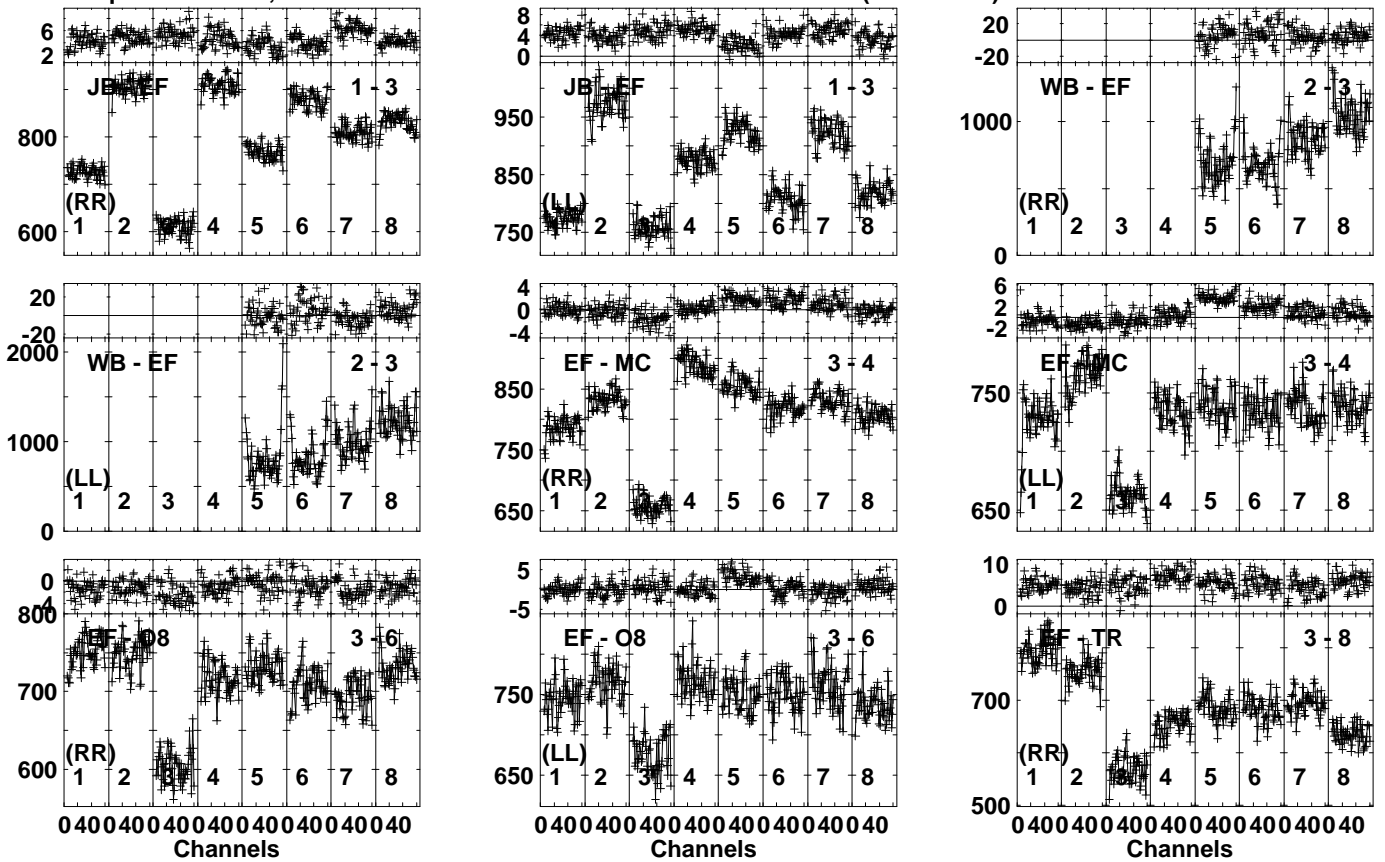 6 2
JB - EF 1 - 3
800
600
(RR)
1 2 3 4 5 6 7 8
8 4 0
JB - EF 1 - 3
950
850
750
(LL)
1 2 3 4 5 6 7 8
20 -20
WB - EF 2 - 3
1000
0
(RR)
1 2 3 4 5 6 7 8
20 -20
WB - EF 2 - 3
2000
1000
0
(LL)
1 2 3 4 5 6 7 8
4 0 -4
EF - MC 3 - 4
850
750
650
(RR)
1 2 3 4 5 6 7 8
6 2 -2
EF - MC 3 - 4
750
650
(LL)
1 2 3 4 5 6 7 8
0
800
EF - O8 3 - 6
700
600
(RR)
1 2 3 4 5 6 7 8
0 40 0 40 0 40 0 40 0 40 0 40 0 40 0 40
Channels
5 -5
EF - O8 3 - 6
750
650
(LL)
1 2 3 4 5 6 7 8
0 40 0 40 0 40 0 40 0 40 0 40 0 40 0 40
Channels
10 0
EF - TR 3 - 8
700
500
(RR)
1 2 3 4 5 6 7 8
0 40 0 40 0 40 0 40 0 40 0 40 0 40 0 40
Channels